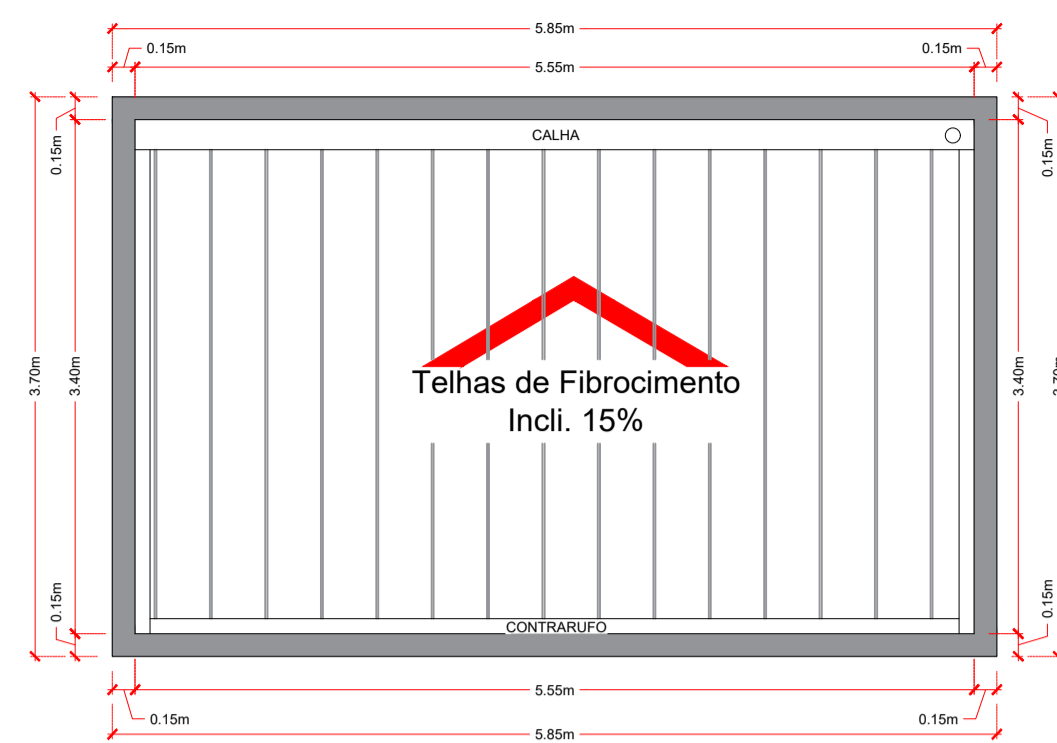 5.85m
0.15m
0.15m
5.55m
CALHA
0.15m
0.15m
3.70m
3.40m
Telhas de Fibrocimento
Incli. 15%
3.40m
0.15m
0.15m
CONTRARUFO
5.55m
0.15m
0.15m
5.85m